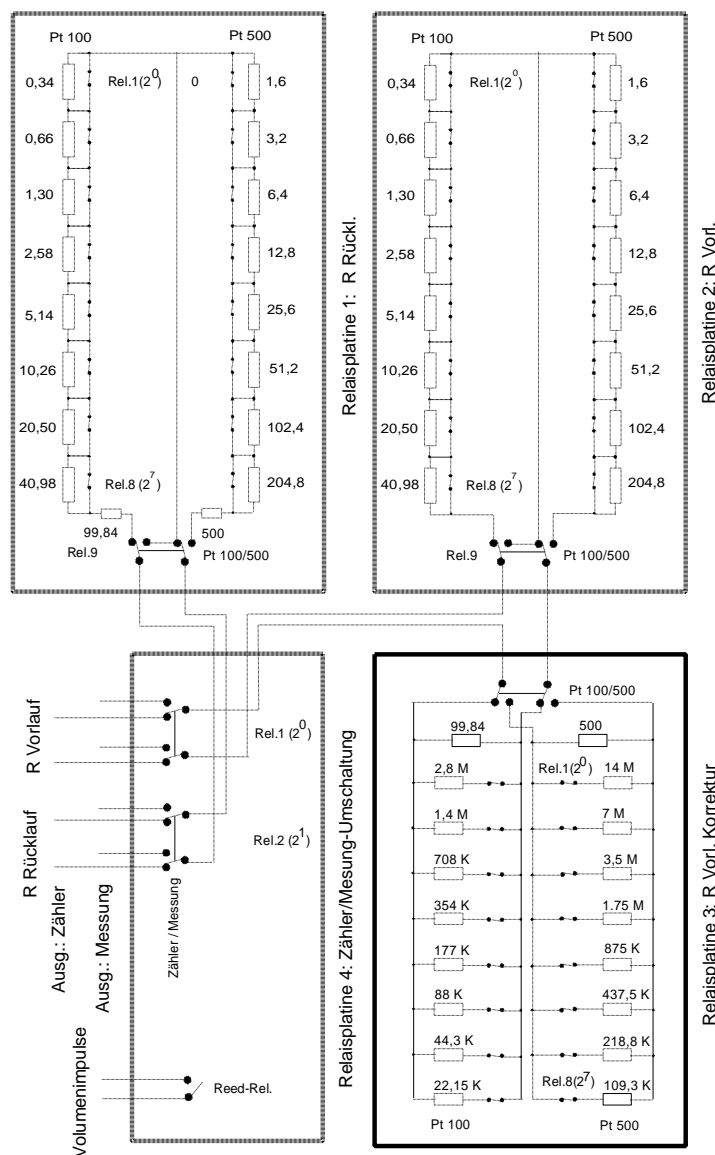 Pt 100 Pt 500
0,34 Rel.1(2⁰) 0 1,6
0,66 3,2
1,30 6,4
2,58 12,8
5,14 25,6
10,26 51,2
20,50 102,4
40,98 Rel.8 (2⁷) 204,8
99,84 500
Rel.9 Pt 100/500
Relaisplatine 1: R Rückl.
Pt 100 Pt 500
0,34 Rel.1(2⁰) 1,6
0,66 3,2
1,30 6,4
2,58 12,8
5,14 25,6
10,26 51,2
20,50 102,4
40,98 Rel.8 (2⁷) 204,8
Rel.9 Pt 100/500
Relaisplatine 2: R Vorl.
R Vorlauf
R Rücklauf
Ausg.: Zähler
Ausg.: Messung
Volumenimpulse
Rel.1 (2⁰)
Rel.2 (2¹)
Zähler / Messung
Reed-Rel.
Relaisplatine 4: Zähler/Mesung-Umschaltung
Pt 100/500
99,84 500
2,8 M Rel.1(2⁰) 14 M
1,4 M 7 M
708 K 3,5 M
354 K 1.75 M
177 K 875 K
88 K 437,5 K
44,3 K 218,8 K
22,15 K Rel.8(2⁷) 109,3 K
Pt 100 Pt 500
Relaisplatine 3: R Vorl. Korrektur